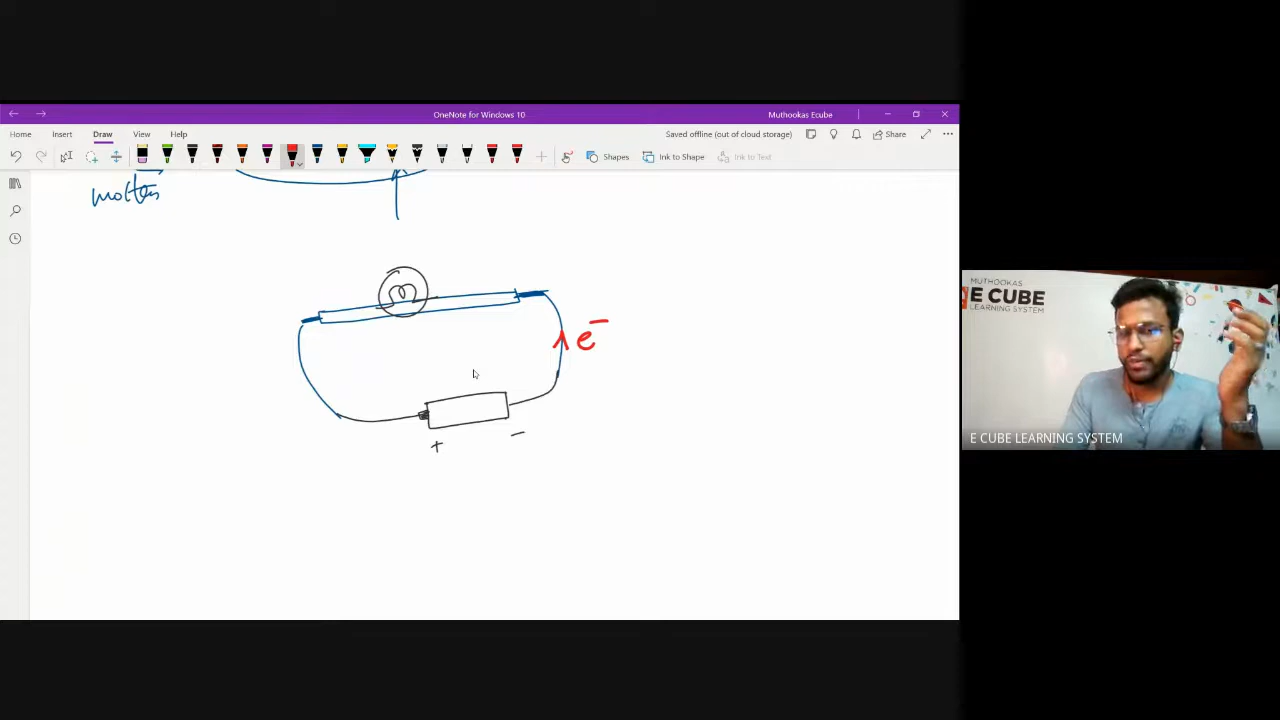 OneNote for Windows 10
Muthookas Ecube
Home Insert Draw View Help
Saved offline (out of cloud storage)
Share
Shapes
Ink to Shape
Ink to Text
molten
e⁻
+ −
MUTHOOKAS
E CUBE
LEARNING SYSTEM
E CUBE LEARNING SYSTEM